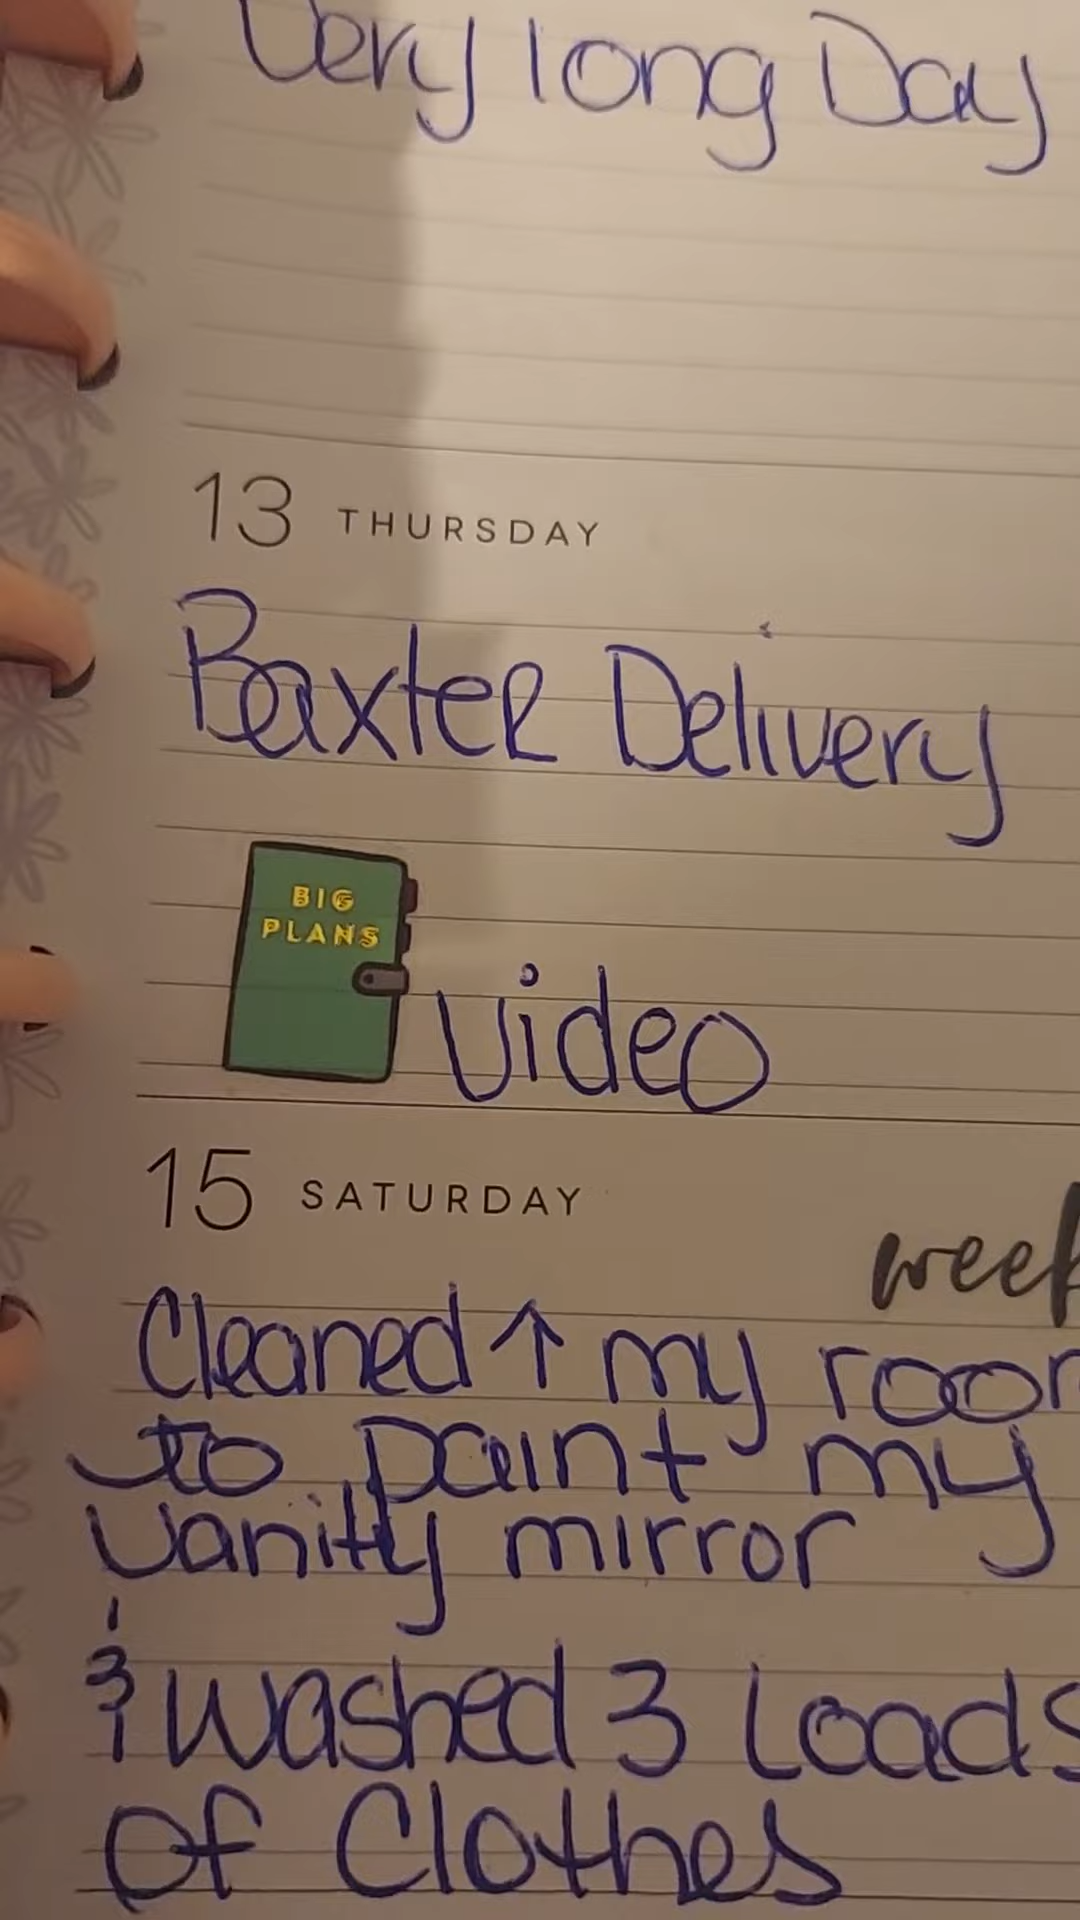 Very long Day
13 THURSDAY
Baxter Delivery
BIG
PLANS
video
15 SATURDAY
week
Cleaned ↑ my room
to paint my
vanity mirror
& washed 3 Loads
of Clothes